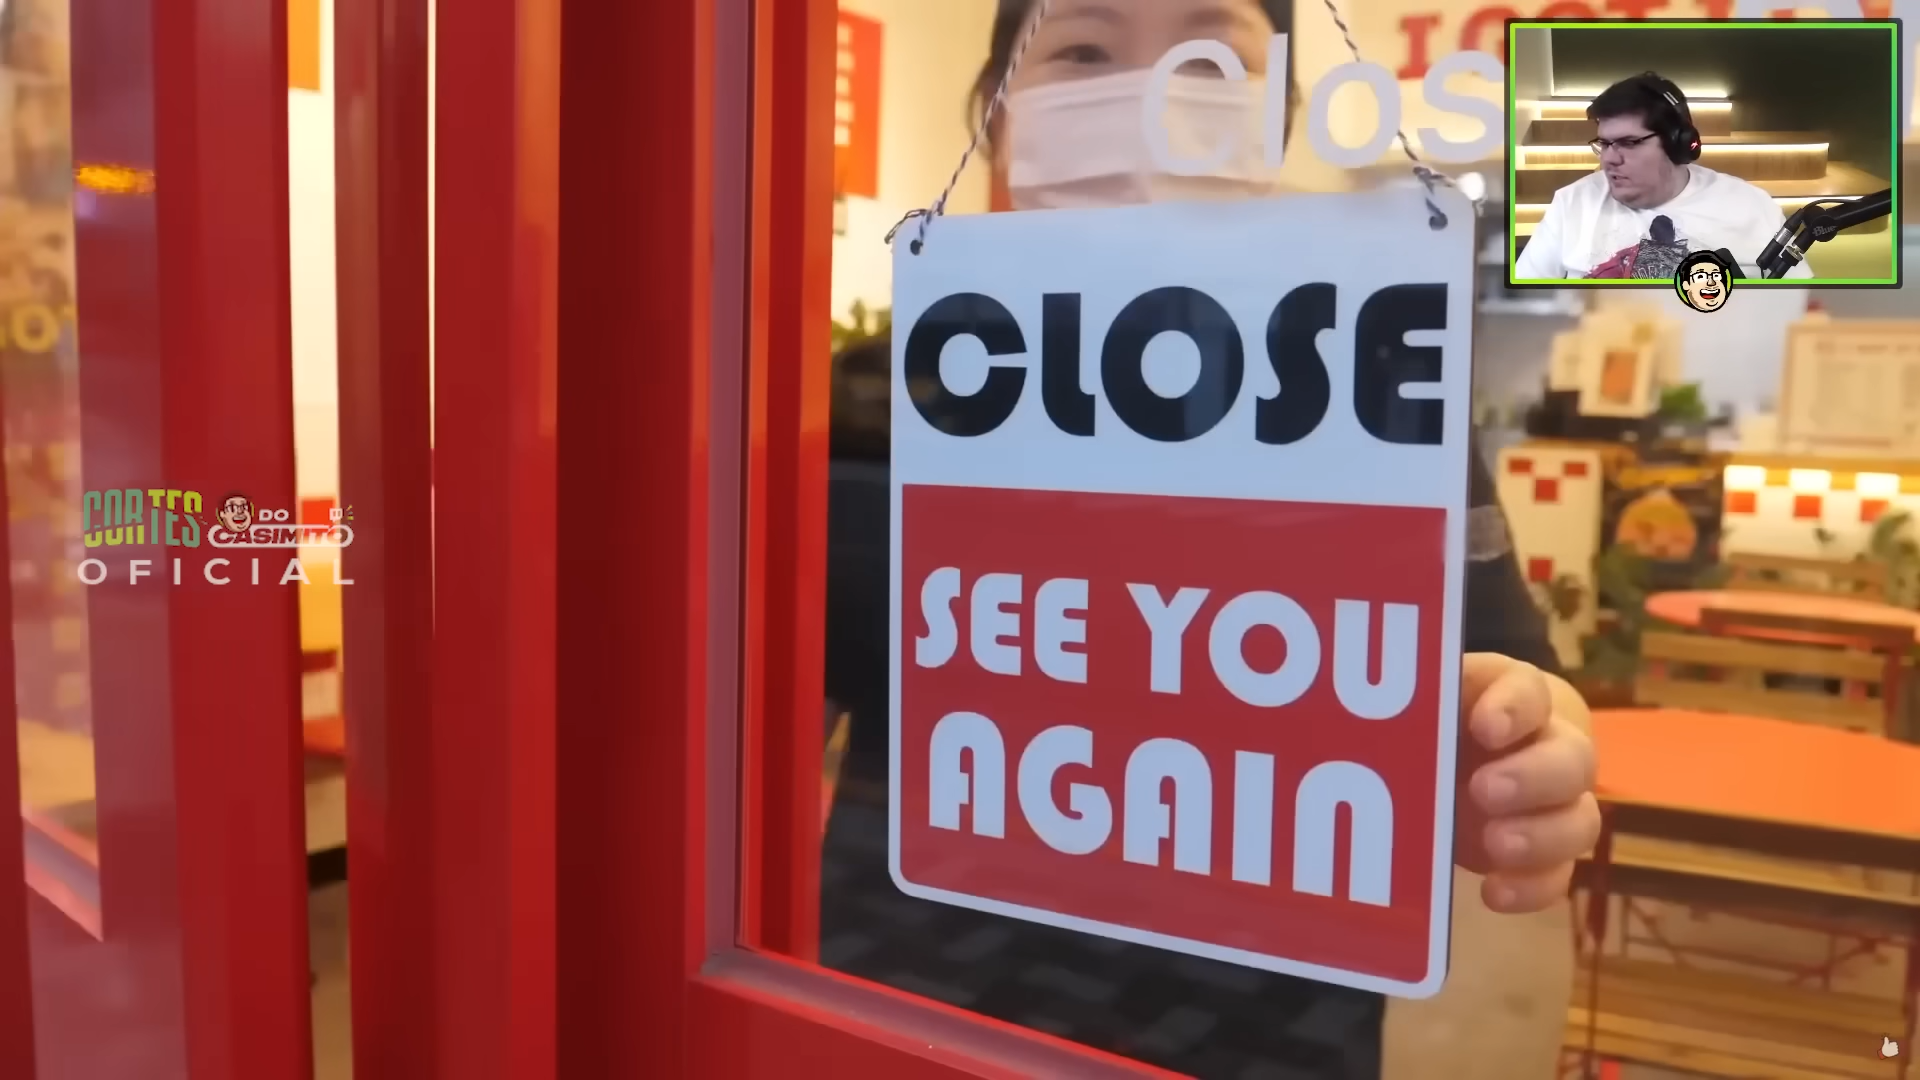 Clos
CLOSE
SEE YOU
AGAIN
CORTES DO
CASIMITO
OFICIAL